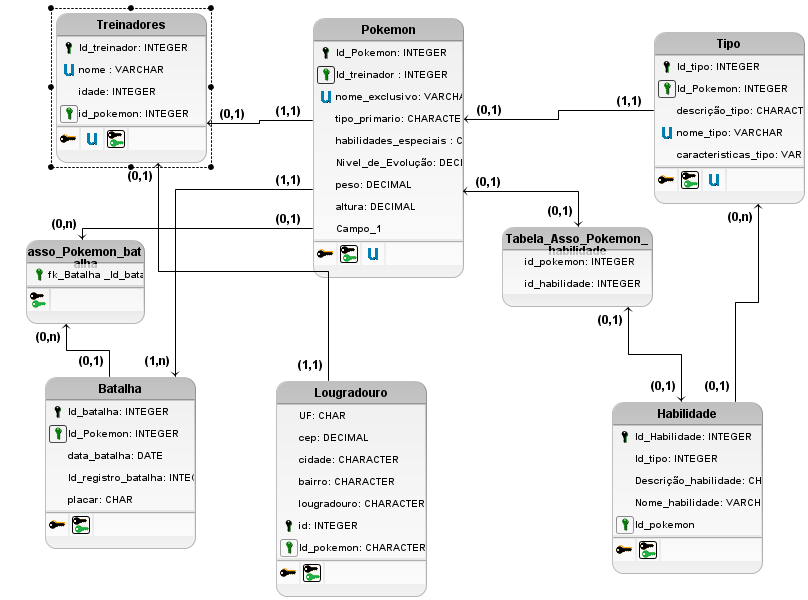 Treinadores
Id_treinador: INTEGER
nome : VARCHAR
idade: INTEGER
id_pokemon: INTEGER
Pokemon
Id_Pokemon: INTEGER
Id_treinador : INTEGER
nome_exclusivo: VARCHA
tipo_primario: CHARACTE
habilidades_especiais : C
Nivel_de_Evolução: DECI
peso: DECIMAL
altura: DECIMAL
Campo_1
Tipo
Id_tipo: INTEGER
Id_Pokemon: INTEGER
descrição_tipo: CHARACT
nome_tipo: VARCHAR
caracteristicas_tipo: VAR
(0,1)
(1,1)
(0,1)
(1,1)
(0,1)
(1,1)
(0,1)
(0,n)
(0,1)
(0,1)
(0,n)
asso_Pokemon_bat
alha
fk_Batalha _Id_bata
Tabela_Asso_Pokemon_
habilidade
id_pokemon: INTEGER
id_habilidade: INTEGER
(0,n)
(0,1)
(1,n)
(1,1)
(0,1)
(0,1)
(0,1)
Batalha
Id_batalha: INTEGER
Id_Pokemon: INTEGER
data_batalha: DATE
Id_registro_batalha: INTEG
placar: CHAR
Lougradouro
UF: CHAR
cep: DECIMAL
cidade: CHARACTER
bairro: CHARACTER
lougradouro: CHARACTER
id: INTEGER
Id_pokemon: CHARACTER
Habilidade
Id_Habilidade: INTEGER
Id_tipo: INTEGER
Descrição_habilidade: CH
Nome_habilidade: VARCH
Id_pokemon